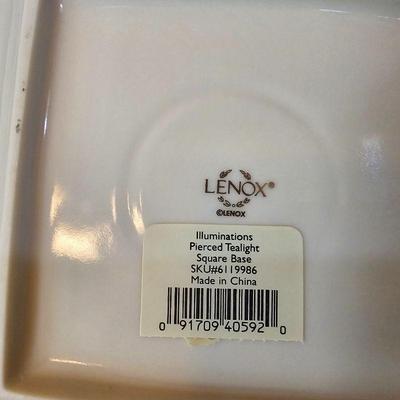 LENOX®
©LENOX
Illuminations
Pierced Tealight
Square Base
SKU#6119986
Made in China
0 91709 40592 0